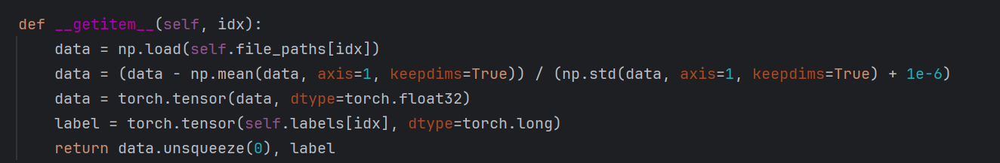 def __getitem__(self, idx):
    data = np.load(self.file_paths[idx])
    data = (data - np.mean(data, axis=1, keepdims=True)) / (np.std(data, axis=1, keepdims=True) + 1e-6)
    data = torch.tensor(data, dtype=torch.float32)
    label = torch.tensor(self.labels[idx], dtype=torch.long)
    return data.unsqueeze(0), label